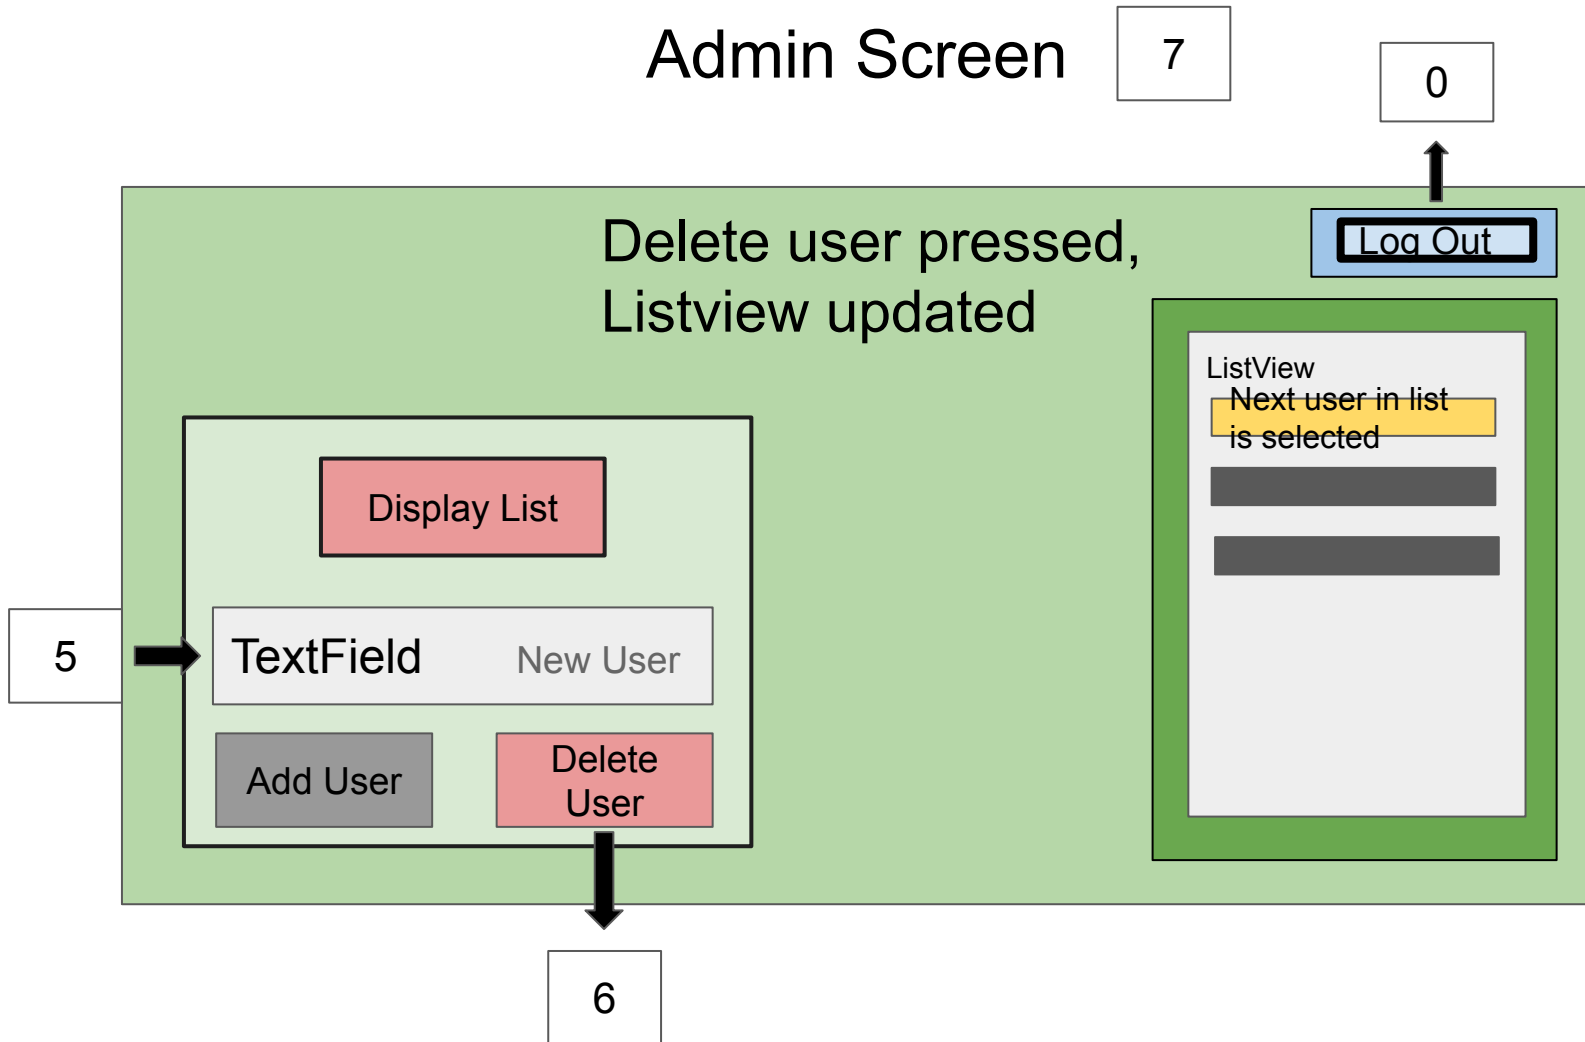 Admin Screen
7
0
Delete user pressed,
Listview updated
Log Out
ListView
Next user in list
is selected
Display List
5
TextField
New User
Add User
Delete
User
6